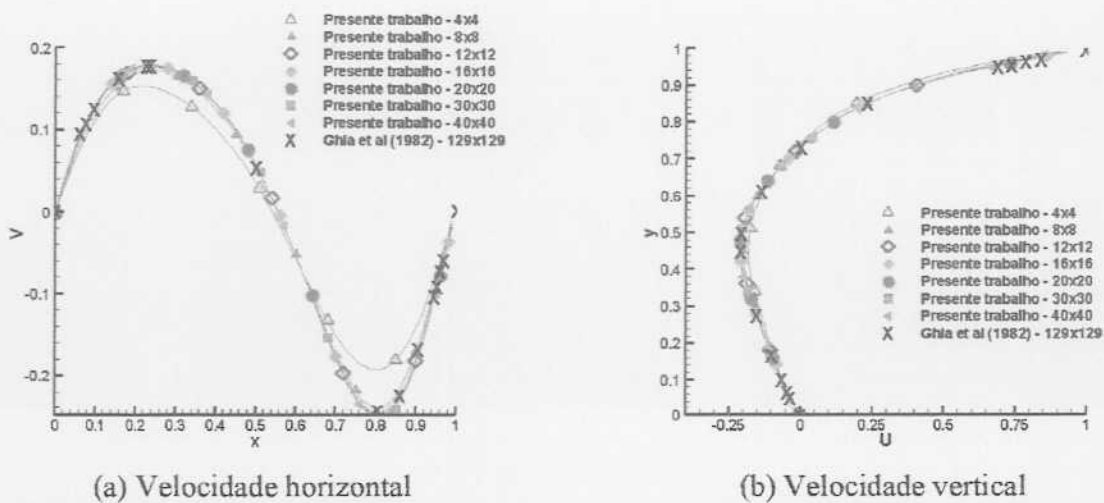 Presente trabalho - 4x4
Presente trabalho - 8x8
Presente trabalho - 12x12
Presente trabalho - 16x16
Presente trabalho - 20x20
Presente trabalho - 30x30
Presente trabalho - 40x40
Ghia et al (1982) - 129x129
0.2
0.1
0
-0.1
-0.2
V
0 0.1 0.2 0.3 0.4 0.5 0.6 0.7 0.8 0.9 1
X
(a) Velocidade horizontal
1
0.9
0.8
0.7
0.6
0.5
0.4
0.3
0.2
0.1
0
y
Presente trabalho - 4x4
Presente trabalho - 8x8
Presente trabalho - 12x12
Presente trabalho - 16x16
Presente trabalho - 20x20
Presente trabalho - 30x30
Presente trabalho - 40x40
Ghia et al (1982) - 129x129
-0.25 0 0.25 0.5 0.75 1
U
(b) Velocidade vertical